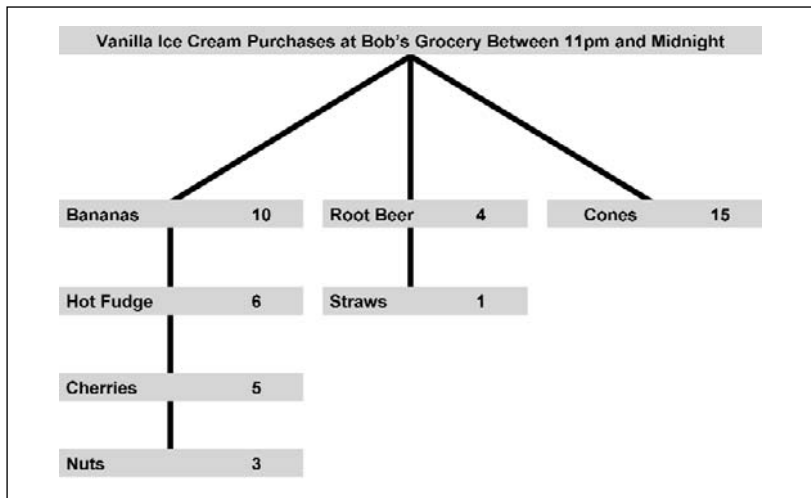 Vanilla Ice Cream Purchases at Bob's Grocery Between 11pm and Midnight
Bananas 10
Root Beer 4
Cones 15
Hot Fudge 6
Straws 1
Cherries 5
Nuts 3